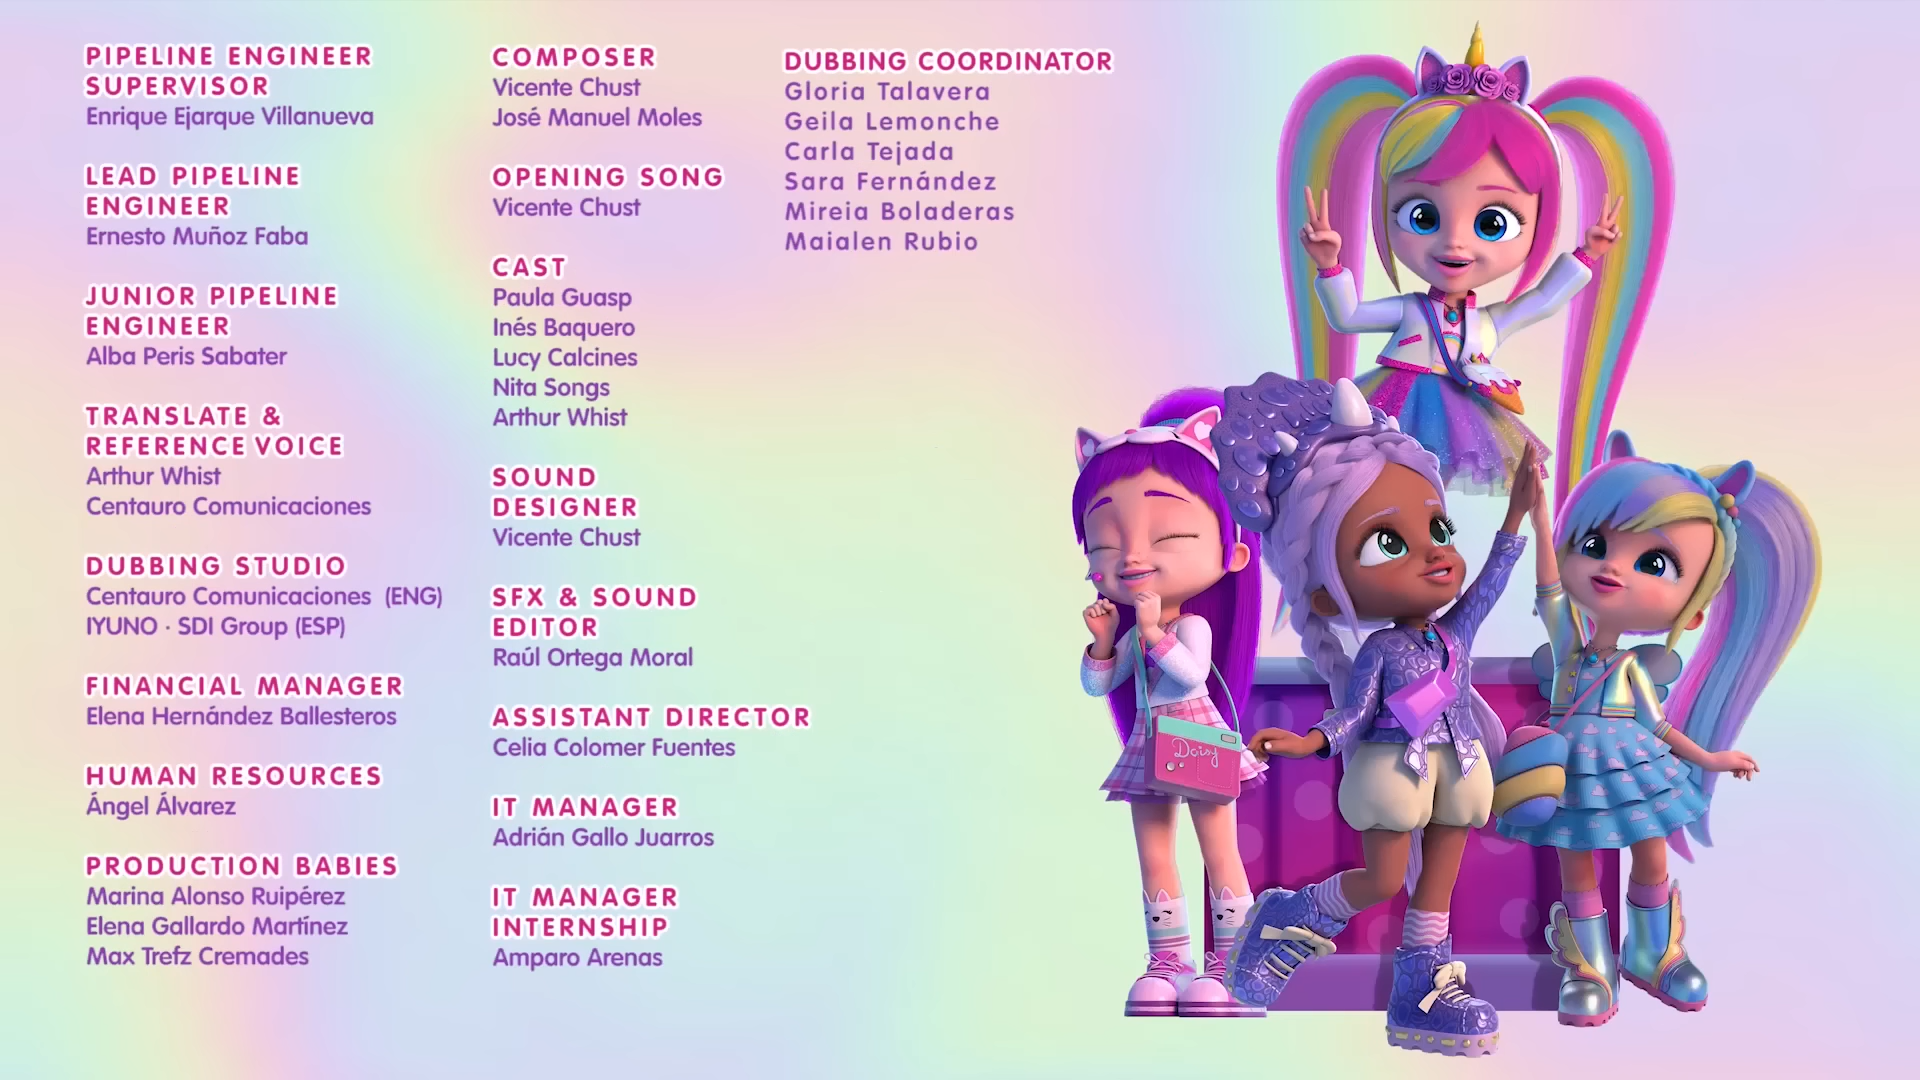 PIPELINE ENGINEER
SUPERVISOR
Enrique Ejarque Villanueva
LEAD PIPELINE
ENGINEER
Ernesto Muñoz Faba
JUNIOR PIPELINE
ENGINEER
Alba Peris Sabater
TRANSLATE &
REFERENCE VOICE
Arthur Whist
Centauro Comunicaciones
DUBBING STUDIO
Centauro Comunicaciones (ENG)
IYUNO · SDI Group (ESP)
FINANCIAL MANAGER
Elena Hernández Ballesteros
HUMAN RESOURCES
Ángel Álvarez
PRODUCTION BABIES
Marina Alonso Ruipérez
Elena Gallardo Martínez
Max Trefz Cremades
COMPOSER
Vicente Chust
José Manuel Moles
OPENING SONG
Vicente Chust
CAST
Paula Guasp
Inés Baquero
Lucy Calcines
Nita Songs
Arthur Whist
SOUND
DESIGNER
Vicente Chust
SFX & SOUND
EDITOR
Raúl Ortega Moral
ASSISTANT DIRECTOR
Celia Colomer Fuentes
IT MANAGER
Adrián Gallo Juarros
IT MANAGER
INTERNSHIP
Amparo Arenas
DUBBING COORDINATOR
Gloria Talavera
Geila Lemonche
Carla Tejada
Sara Fernández
Mireia Boladeras
Maialen Rubio
Daisy